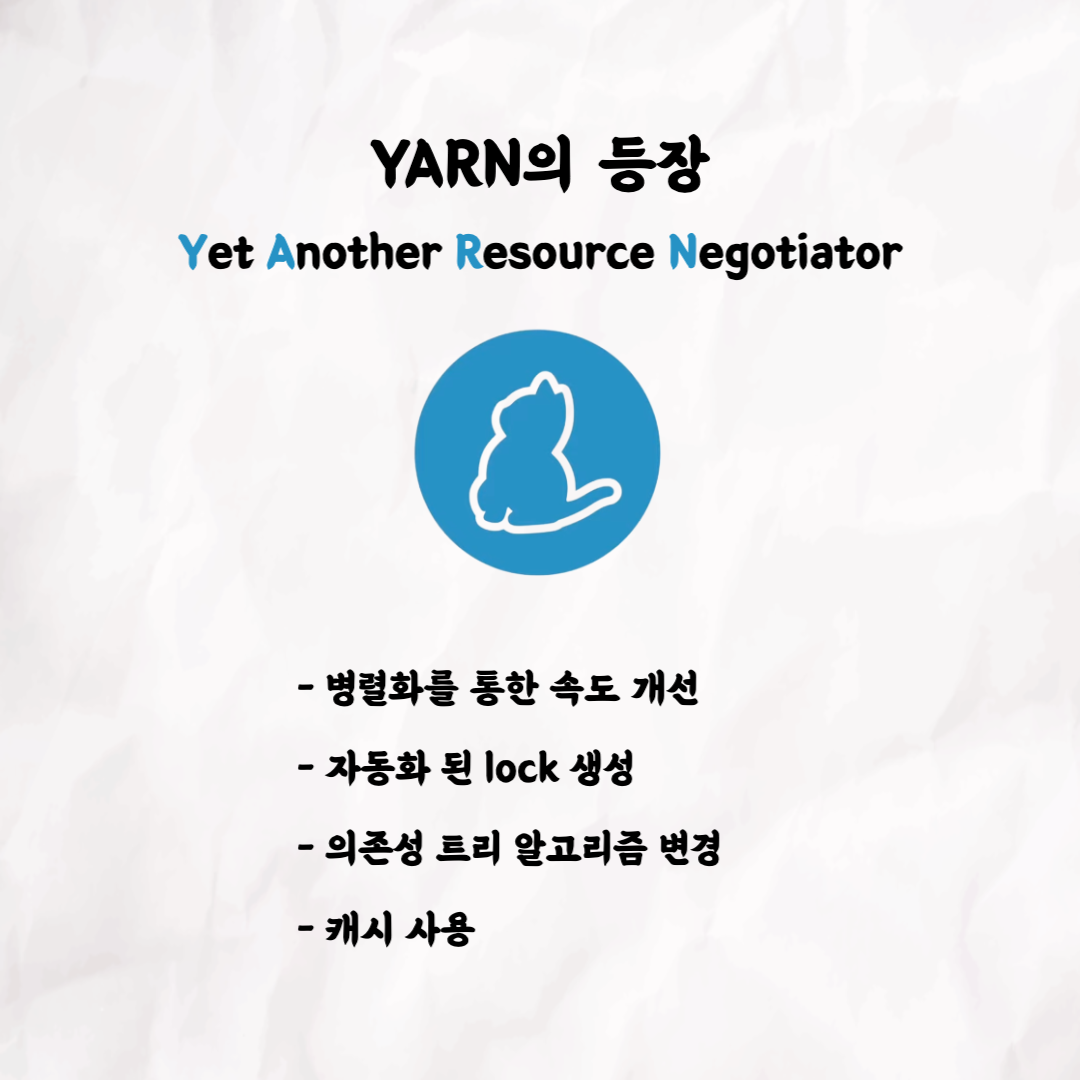 YARN의 등장
Yet Another Resource Negotiator
- 병렬화를 통한 속도 개선
- 자동화 된 lock 생성
- 의존성 트리 알고리즘 변경
- 캐시 사용